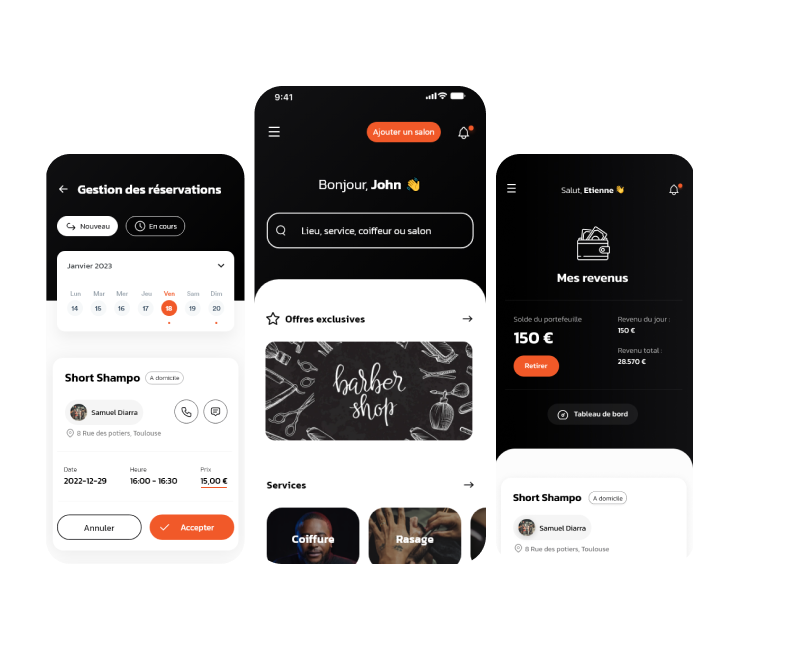 Gestion des réservations
Nouveau
En cours
Janvier 2023
Lun Mar Mer Jeu Ven Sam Dim
14 15 16 17 18 19 20
Short Shampo
A domicile
Samuel Diarra
8 Rue des potiers, Toulouse
Date Heure Prix
2022-12-29 16:00 - 16:30 15,00 €
Annuler
Accepter
9:41
Ajouter un salon
Bonjour, John 👋
Lieu, service, coiffeur ou salon
Offres exclusives
barber
shop
Services
Coiffure
Rasage
Salut, Etienne 👋
Mes revenus
Solde du portefeuille
150 €
Retirer
Revenu du jour :
150 €
Revenu total :
28.570 €
Tableau de bord
Short Shampo
A domicile
Samuel Diarra
8 Rue des potiers, Toulouse